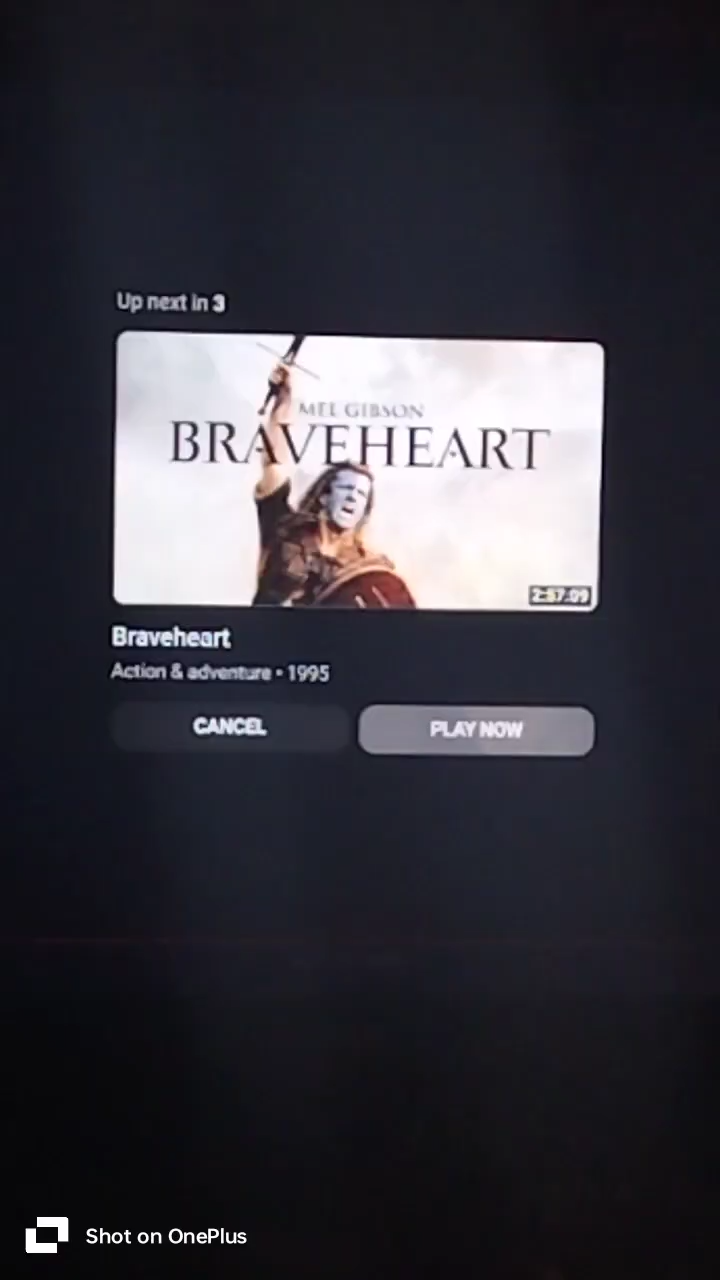 Up next in 3
MEL GIBSON
BRAVEHEART
2:57:09
Braveheart
Action & adventure • 1995
CANCEL
PLAY NOW
Shot on OnePlus